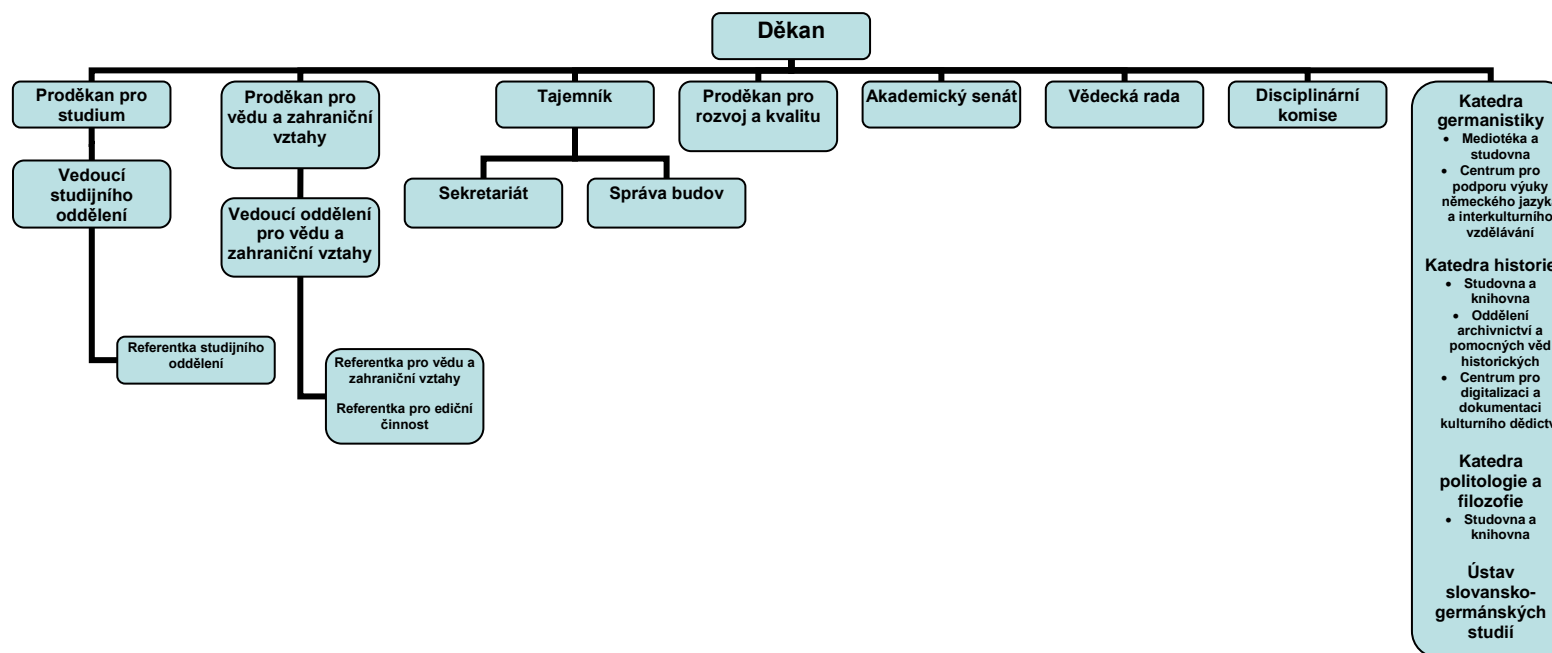 Děkan
Proděkan pro
studium
Proděkan pro
vědu a zahraniční
vztahy
Tajemník
Proděkan pro
rozvoj a kvalitu
Akademický senát
Vědecká rada
Disciplinární
komise
Vedoucí
studijního
oddělení
Vedoucí oddělení
pro vědu a
zahraniční vztahy
Sekretariát
Správa budov
Referentka studijního
oddělení
Referentka pro vědu a
zahraniční vztahy
Referentka pro ediční
činnost
Katedra
germanistiky
• Mediotéka a
studovna
• Centrum pro
podporu výuky
německého jazyk
a interkulturního
vzdělávání
Katedra historie
• Studovna a
knihovna
• Oddělení
archivnictví a
pomocných věd
historických
• Centrum pro
digitalizaci a
dokumentaci
kulturního dědictv
Katedra
politologie a
filozofie
• Studovna a
knihovna
Ústav
slovansko-
germánských
studií